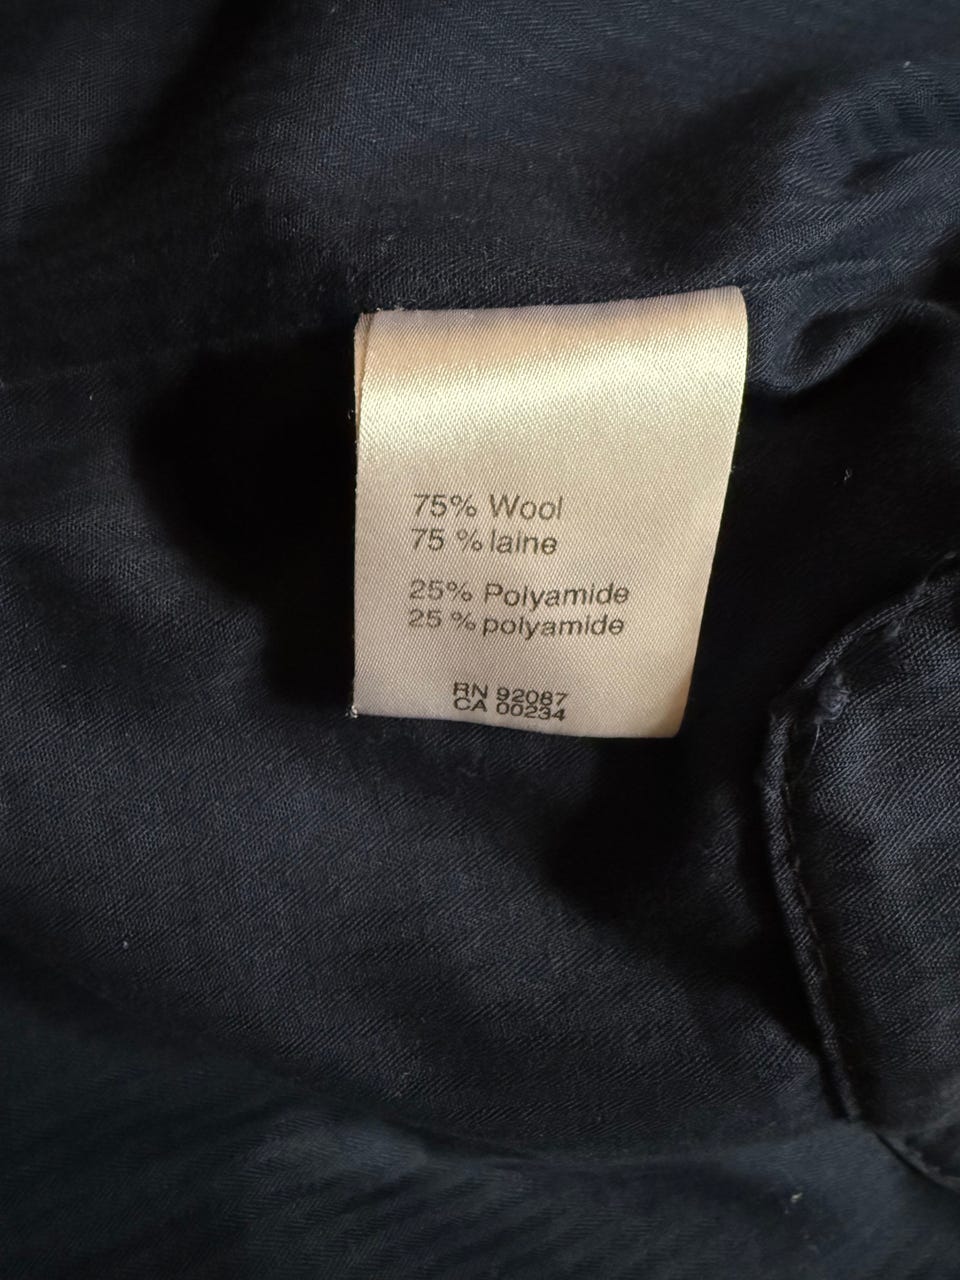 75% Wool
75 % laine
25% Polyamide
25 % polyamide
RN 92087
CA 00234